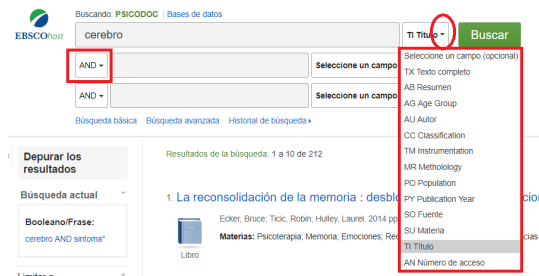 Buscando: PSICODOC | Bases de datos
EBSCOhost
cerebro
TI Título
Buscar
AND
Seleccione un campo
AND
Seleccione un campo
Seleccione un campo (opcional)
TX Texto completo
AB Resumen
AG Age Group
AU Autor
CC Classification
TM Instrumentation
MR Metholology
PO Population
PY Publication Year
SO Fuente
SU Materia
TI Título
AN Número de acceso
Búsqueda básica Búsqueda avanzada Historial de búsqueda
Depurar los
resultados
Búsqueda actual
Booleano/Frase:
cerebro AND sintoma*
Resultados de la búsqueda: 1 a 10 de 212
1. La reconsolidación de la memoria : desblo
Ecker, Bruce; Ticic, Robin; Hulley, Laurel. 2014 pp
Materias: Psicoterapia; Memoria; Emociones; Rec
cias
Libro